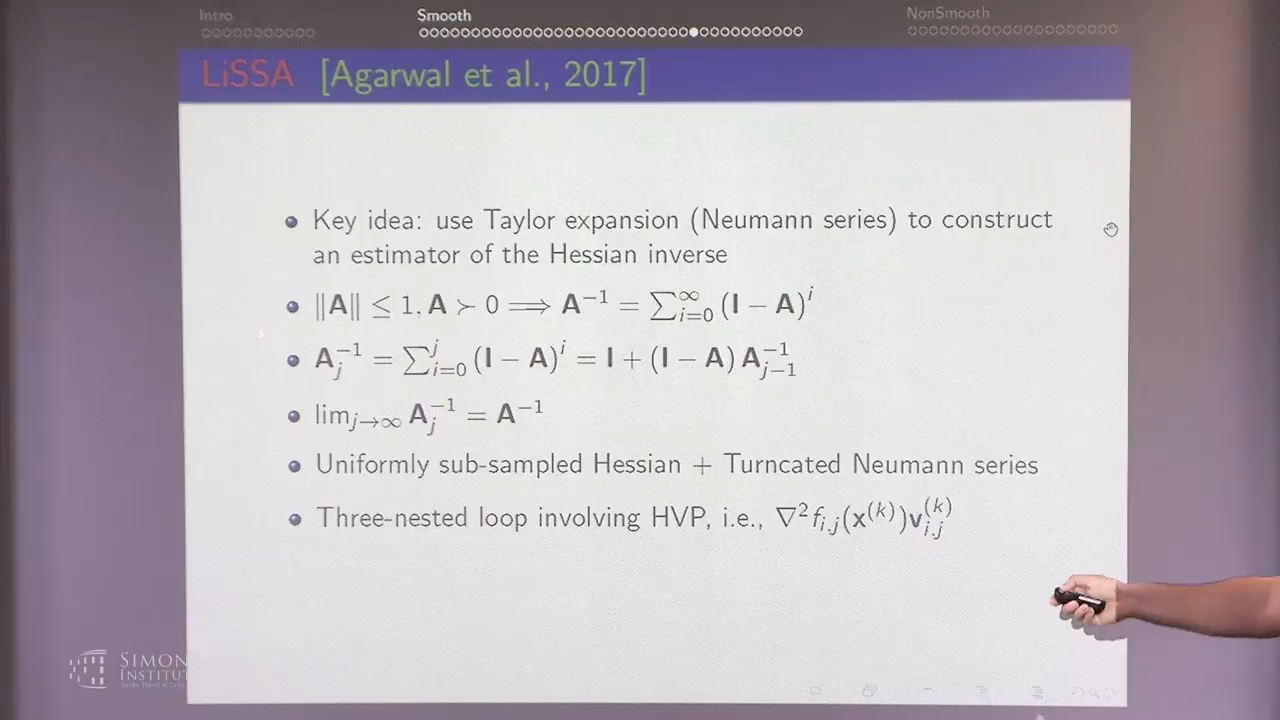 Intro Smooth NonSmooth
LiSSA [Agarwal et al., 2017]
Key idea: use Taylor expansion (Neumann series) to construct
an estimator of the Hessian inverse
‖A‖ ≤ 1, A ≻ 0 ⟹ A⁻¹ = ∑_{i=0}^{∞} (I − A)^i
A_j^{−1} = ∑_{i=0}^{j} (I − A)^i = I + (I − A) A_{j−1}^{−1}
lim_{j→∞} A_j^{−1} = A^{−1}
Uniformly sub-sampled Hessian + Turncated Neumann series
Three-nested loop involving HVP, i.e., ∇²f_{i,j}(x^{(k)})v_{i,j}^{(k)}
SIMONS
INSTITUT